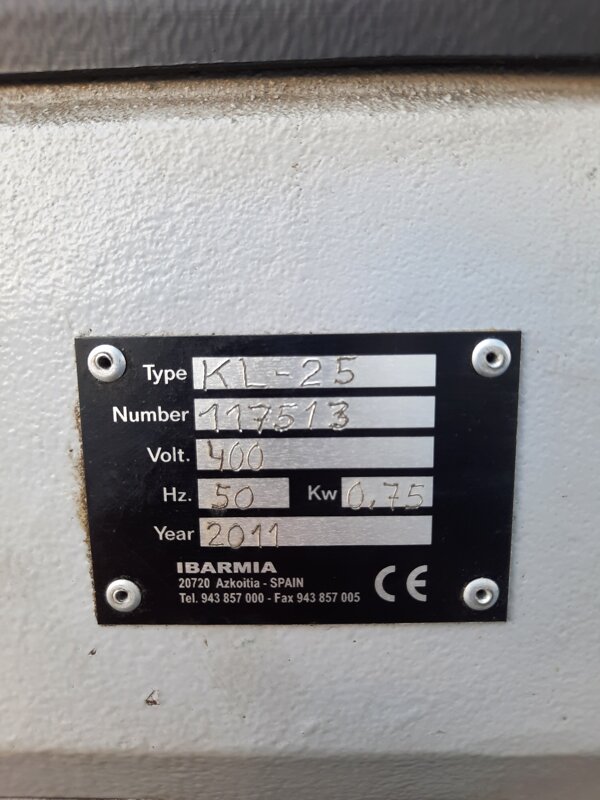 Type KL-25
Number 117513
Volt. 400
Hz. 50 Kw 0,75
Year 2011
IBARMIA
20720 Azkoitia - SPAIN
Tel. 943 857 000 - Fax 943 857 005
CE